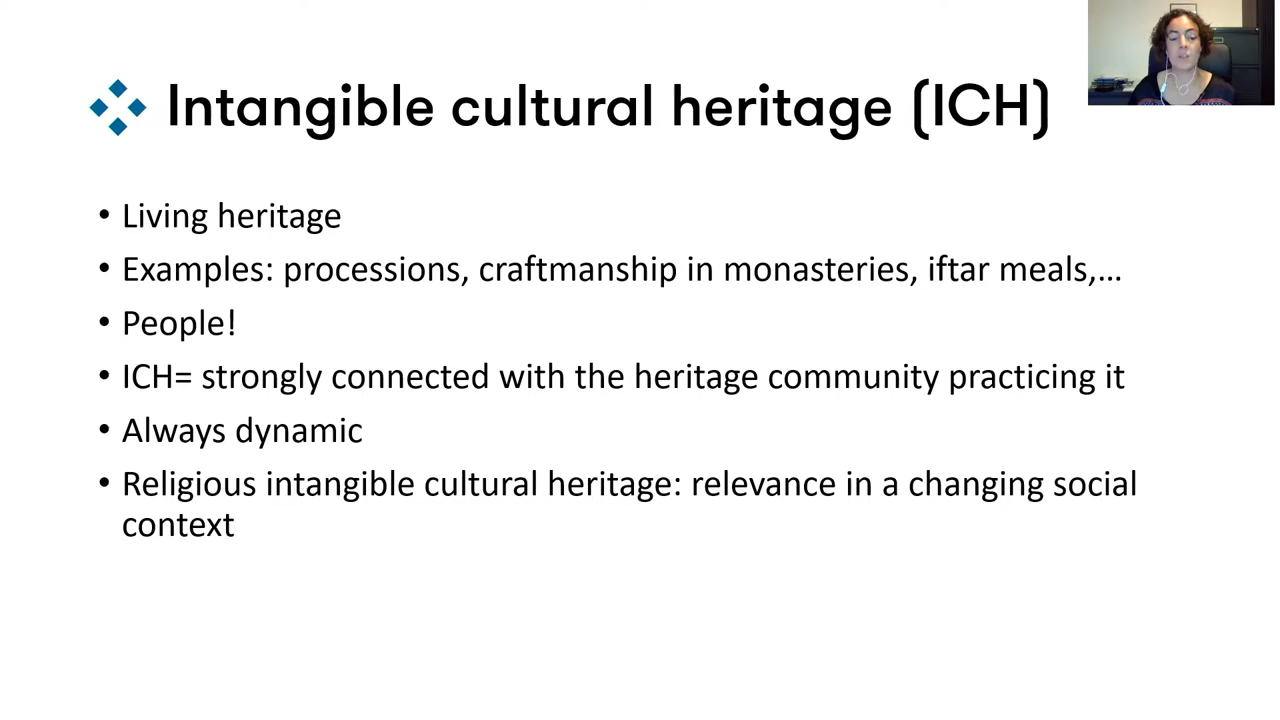 Intangible cultural heritage (ICH)
• Living heritage
• Examples: processions, craftmanship in monasteries, iftar meals,...
• People!
• ICH= strongly connected with the heritage community practicing it
• Always dynamic
• Religious intangible cultural heritage: relevance in a changing social
context